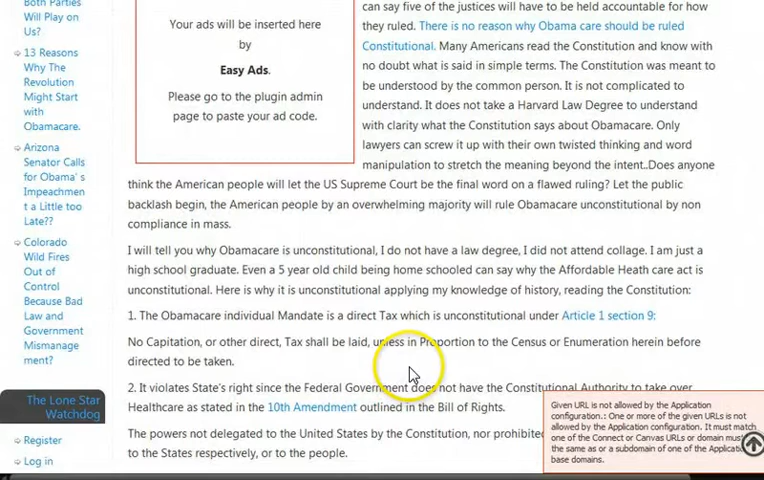 Both Parties
Will Play on
Us?
13 Reasons
Why The
Revolution
Might Start
with
Obamacare.
Arizona
Senator Calls
for Obama' s
Impeachmen
t a Little too
Late??
Colorado
Wild Fires
Out of
Control
Because Bad
Law and
Government
Mismanage
ment?
The Lone Star
Watchdog
Register
Log in
Your ads will be inserted here
by
Easy Ads.
Please go to the plugin admin
page to paste your ad code.
can say five of the justices will have to be held accountable for how
they ruled. There is no reason why Obama care should be ruled
Constitutional. Many Americans read the Constitution and know with
no doubt what is said in simple terms. The Constitution was meant to
be understood by the common person. It is not complicated to
understand. It does not take a Harvard Law Degree to understand
with clarity what the Constitution says about Obamacare. Only
lawyers can screw it up with their own twisted thinking and word
manipulation to stretch the meaning beyond the intent..Does anyone
think the American people will let the US Supreme Court be the final word on a flawed ruling? Let the public
backlash begin, the American people by an overwhelming majority will rule Obamacare unconstitutional by non
compliance in mass.
I will tell you why Obamacare is unconstitutional, I do not have a law degree, I did not attend collage. I am just a
high school graduate. Even a 5 year old child being home schooled can say why the Affordable Heath care act is
unconstitutional. Here is why it is unconstitutional applying my knowledge of history, reading the Constitution:
1. The Obamacare individual Mandate is a direct Tax which is unconstitutional under Article 1 section 9:
No Capitation, or other direct, Tax shall be laid, unless in Proportion to the Census or Enumeration herein before
directed to be taken.
2. It violates State's right since the Federal Government does not have the Constitutional Authority to take over
Healthcare as stated in the 10th Amendment outlined in the Bill of Rights.
The powers not delegated to the United States by the Constitution, nor prohibited
to the States respectively, or to the people.
Given URL is not allowed by the Application
configuration.: One or more of the given URLs is not
allowed by the Application configuration. It must match
one of the Connect or Canvas URLs or domain must
the same as or a subdomain of one of the
base domains.